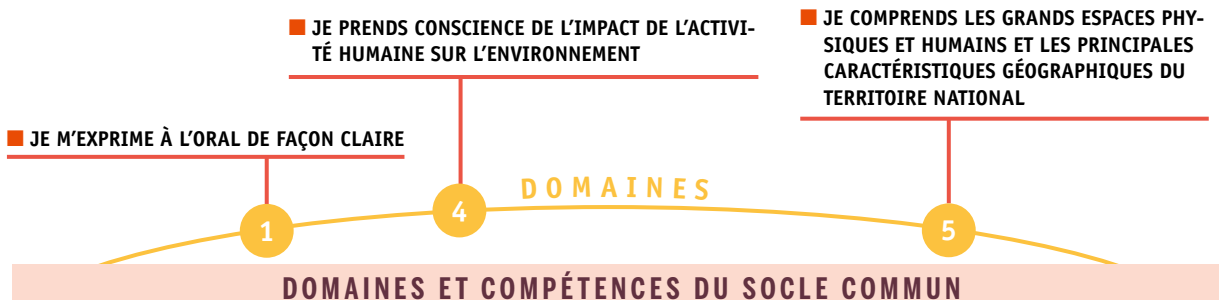 JE M'EXPRIME À L'ORAL DE FAÇON CLAIRE
JE PRENDS CONSCIENCE DE L'IMPACT DE L'ACTIVI-
TÉ HUMAINE SUR L'ENVIRONNEMENT
JE COMPRENDS LES GRANDS ESPACES PHY-
SIQUES ET HUMAINS ET LES PRINCIPALES
CARACTÉRISTIQUES GÉOGRAPHIQUES DU
TERRITOIRE NATIONAL
DOMAINES
1
4
5
DOMAINES ET COMPÉTENCES DU SOCLE COMMUN